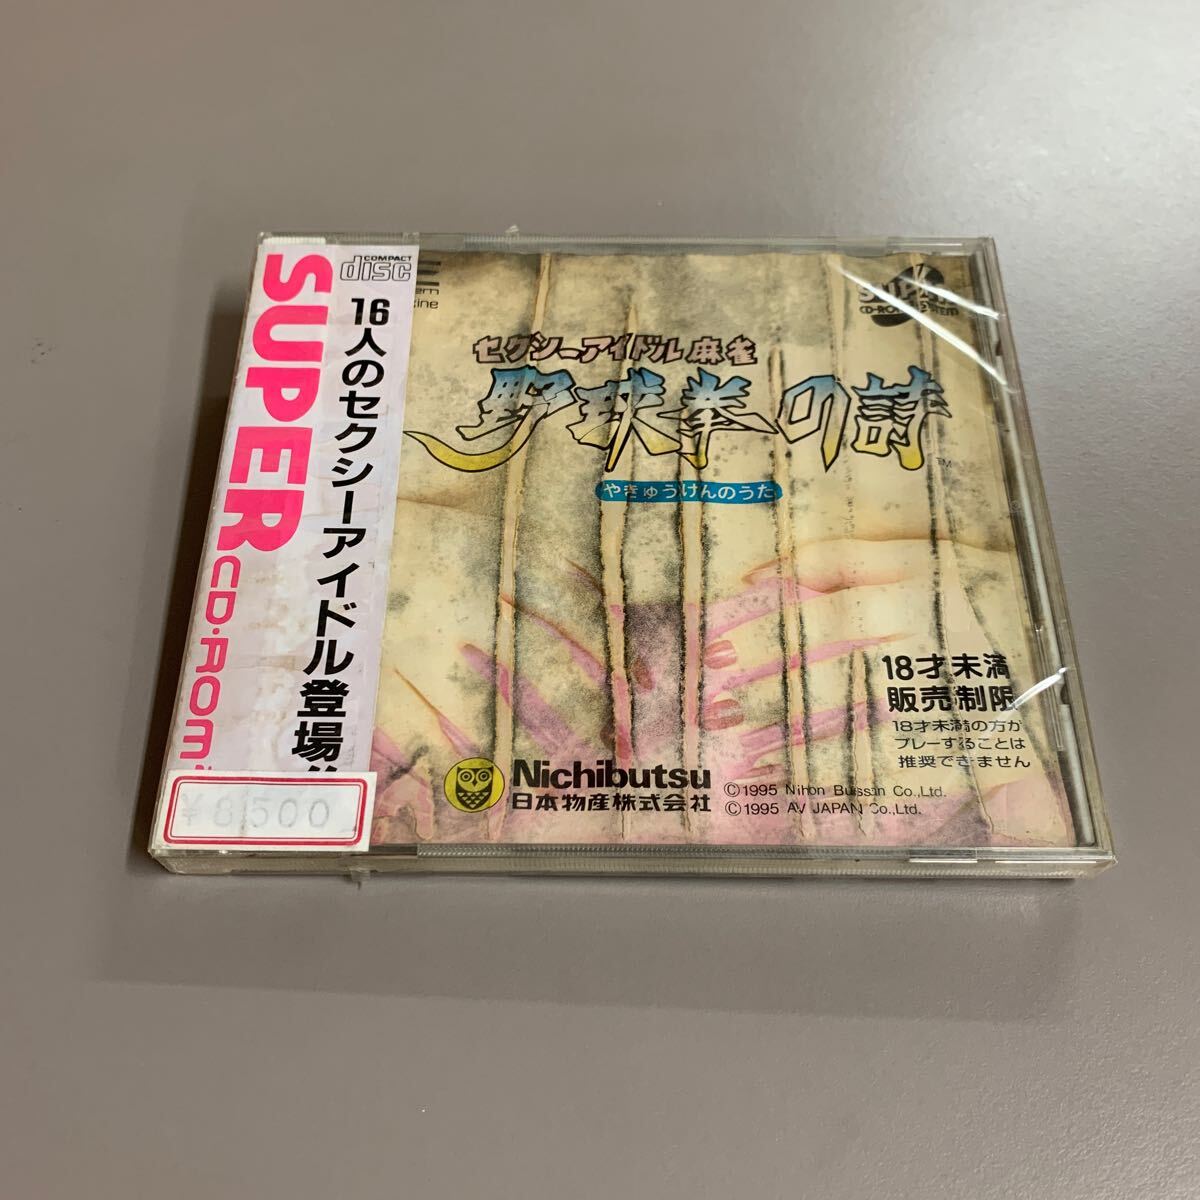 COMPACT
disc
SUPER
CD-ROM
16人のセクシーアイドル登場
¥8,500
セクシーアイドル麻雀
野球拳の詩
TM
やきゅうけんのうた
18才未満
販売制限
18才未満の方が
プレーすることは
推奨できません
Nichibutsu
日本物産株式会社
©1995 Nihon Bussan Co.,Ltd.
©1995 AV JAPAN Co.,Ltd.